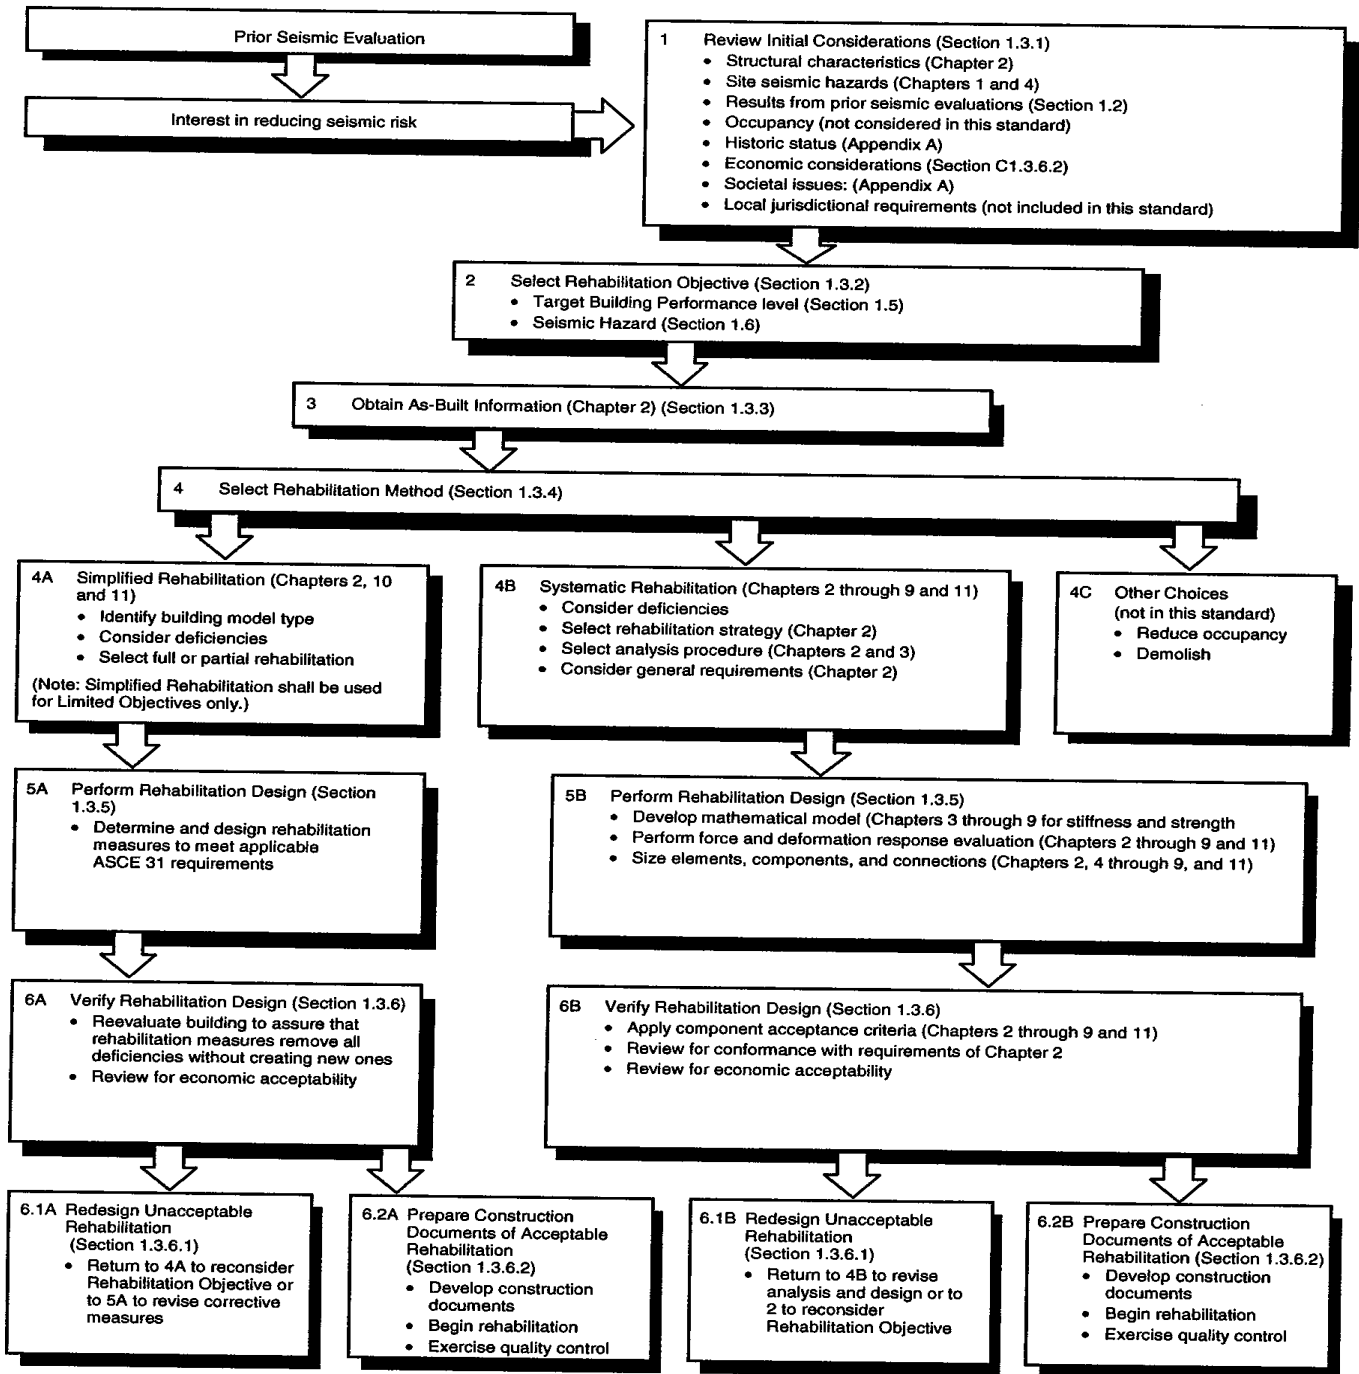 Prior Seismic Evaluation
Interest in reducing seismic risk
1 Review Initial Considerations (Section 1.3.1)
• Structural characteristics (Chapter 2)
• Site seismic hazards (Chapters 1 and 4)
• Results from prior seismic evaluations (Section 1.2)
• Occupancy (not considered in this standard)
• Historic status (Appendix A)
• Economic considerations (Section C1.3.6.2)
• Societal issues: (Appendix A)
• Local jurisdictional requirements (not included in this standard)
2 Select Rehabilitation Objective (Section 1.3.2)
• Target Building Performance level (Section 1.5)
• Seismic Hazard (Section 1.6)
3 Obtain As-Built Information (Chapter 2) (Section 1.3.3)
4 Select Rehabilitation Method (Section 1.3.4)
4A Simplified Rehabilitation (Chapters 2, 10
and 11)
• Identify building model type
• Consider deficiencies
• Select full or partial rehabilitation
(Note: Simplified Rehabilitation shall be used
for Limited Objectives only.)
4B Systematic Rehabilitation (Chapters 2 through 9 and 11)
• Consider deficiencies
• Select rehabilitation strategy (Chapter 2)
• Select analysis procedure (Chapters 2 and 3)
• Consider general requirements (Chapter 2)
4C Other Choices
(not in this standard)
• Reduce occupancy
• Demolish
5A Perform Rehabilitation Design (Section
1.3.5)
• Determine and design rehabilitation
measures to meet applicable
ASCE 31 requirements
5B Perform Rehabilitation Design (Section 1.3.5)
• Develop mathematical model (Chapters 3 through 9 for stiffness and strength
• Perform force and deformation response evaluation (Chapters 2 through 9 and 11)
• Size elements, components, and connections (Chapters 2, 4 through 9, and 11)
6A Verify Rehabilitation Design (Section 1.3.6)
• Reevaluate building to assure that
rehabilitation measures remove all
deficiencies without creating new ones
• Review for economic acceptability
6B Verify Rehabilitation Design (Section 1.3.6)
• Apply component acceptance criteria (Chapters 2 through 9 and 11)
• Review for conformance with requirements of Chapter 2
• Review for economic acceptability
6.1A Redesign Unacceptable
Rehabilitation
(Section 1.3.6.1)
• Return to 4A to reconsider
Rehabilitation Objective or
to 5A to revise corrective
measures
6.2A Prepare Construction
Documents of Acceptable
Rehabilitation
(Section 1.3.6.2)
• Develop construction
documents
• Begin rehabilitation
• Exercise quality control
6.1B Redesign Unacceptable
Rehabilitation
(Section 1.3.6.1)
• Return to 4B to revise
analysis and design or to
2 to reconsider
Rehabilitation Objective
6.2B Prepare Construction
Documents of Acceptable
Rehabilitation (Section 1.3.6.2)
• Develop construction
documents
• Begin rehabilitation
• Exercise quality control